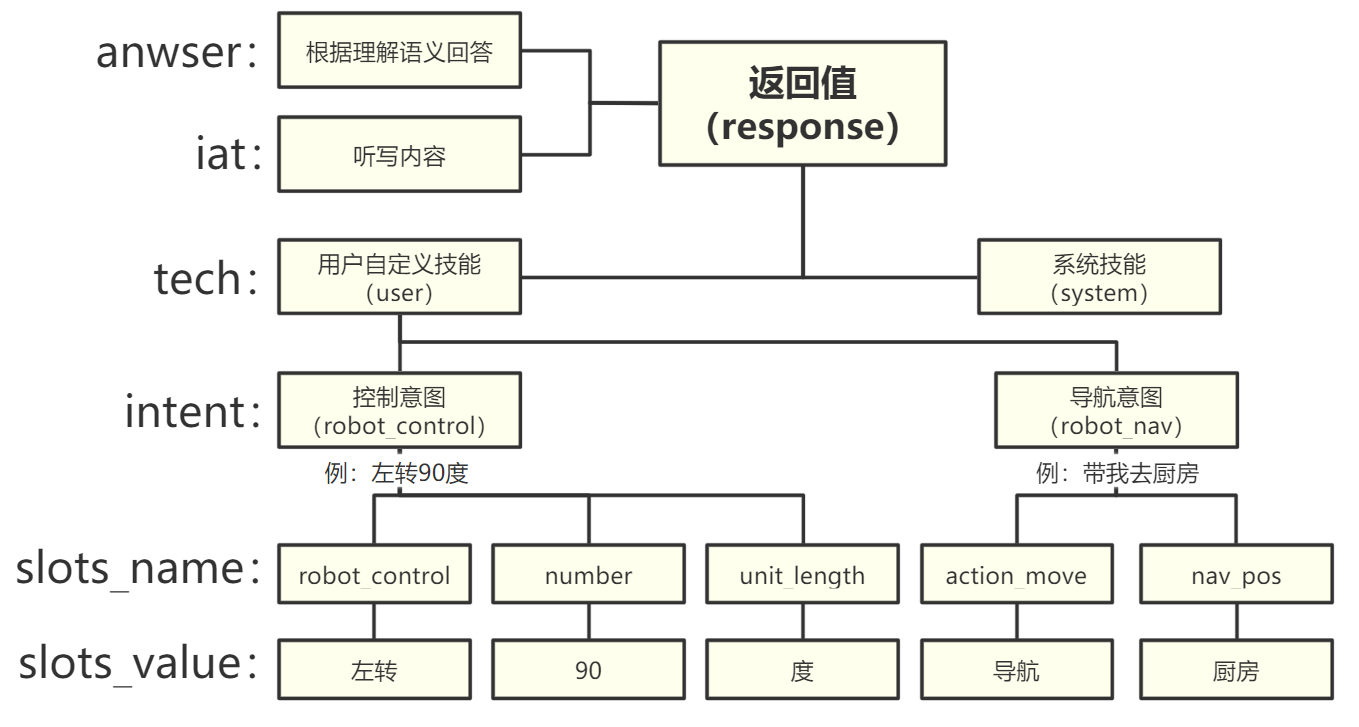 anwser:
根据理解语义回答
返回值
（response）
iat:
听写内容
tech:
用户自定义技能
（user）
系统技能
（system）
intent:
控制意图
（robot_control）
导航意图
（robot_nav）
例：左转90度
例：带我去厨房
slots_name:
robot_control
number
unit_length
action_move
nav_pos
slots_value:
左转
90
度
导航
厨房